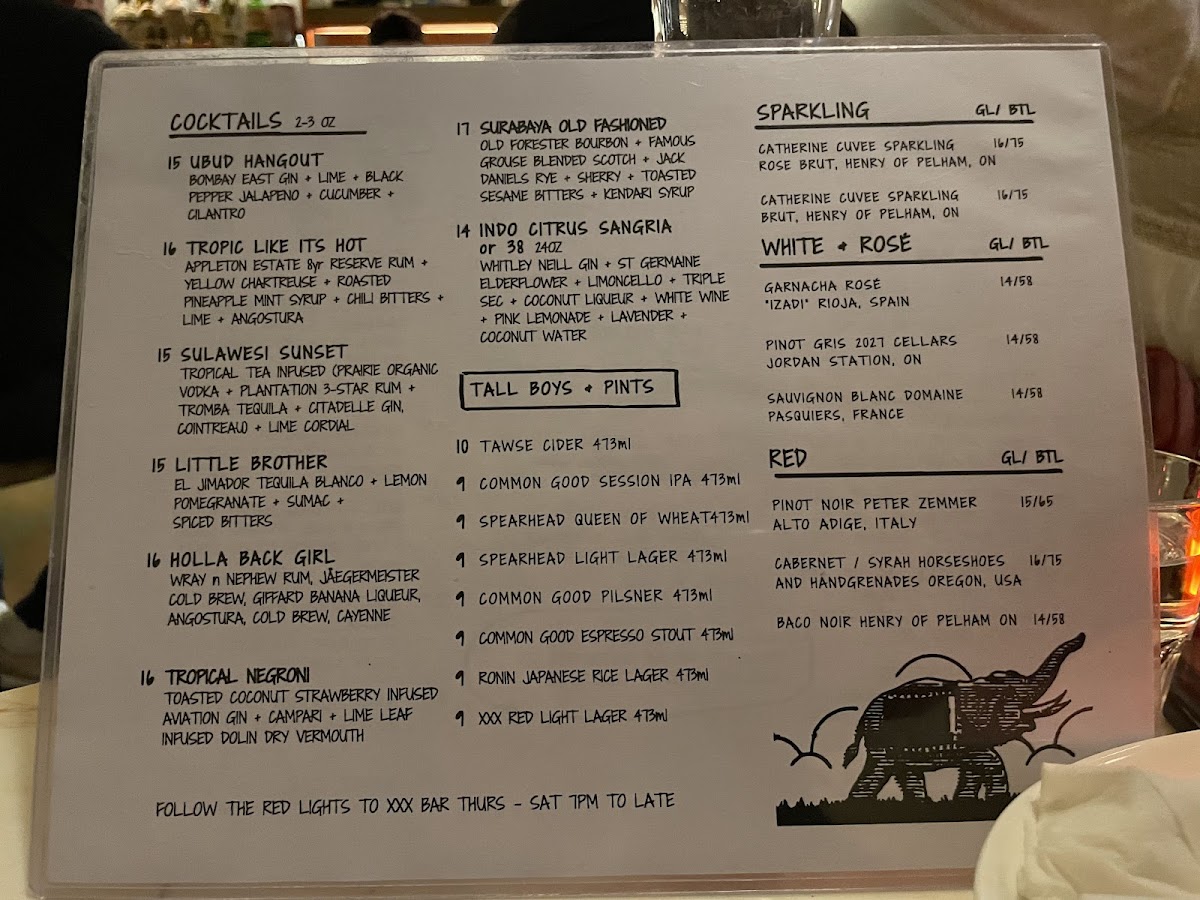 COCKTAILS 2-3 OZ
15 UBUD HANGOUT
BOMBAY EAST GIN + LIME + BLACK
PEPPER JALAPENO + CUCUMBER +
CILANTRO
16 TROPIC LIKE ITS HOT
APPLETON ESTATE 8yr RESERVE RUM +
YELLOW CHARTREUSE + ROASTED
PINEAPPLE MINT SYRUP + CHILI BITTERS +
LIME + ANGOSTURA
15 SULAWESI SUNSET
TROPICAL TEA INFUSED (PRAIRIE ORGANIC
VODKA + PLANTATION 3-STAR RUM +
TROMBA TEQUILA + CITADELLE GIN,
COINTREAU) + LIME CORDIAL
15 LITTLE BROTHER
EL JIMADOR TEQUILA BLANCO + LEMON
POMEGRANATE + SUMAC +
SPICED BITTERS
16 HOLLA BACK GIRL
WRAY n NEPHEW RUM, JÄEGERMEISTER
COLD BREW, GIFFARD BANANA LIQUEUR,
ANGOSTURA, COLD BREW, CAYENNE
16 TROPICAL NEGRONI
TOASTED COCONUT STRAWBERRY INFUSED
AVIATION GIN + CAMPARI + LIME LEAF
INFUSED DOLIN DRY VERMOUTH
17 SURABAYA OLD FASHIONED
OLD FORESTER BOURBON + FAMOUS
GROUSE BLENDED SCOTCH + JACK
DANIELS RYE + SHERRY + TOASTED
SESAME BITTERS + KENDARI SYRUP
14 INDO CITRUS SANGRIA
or 38 24OZ
WHITLEY NEILL GIN + ST GERMAINE
ELDERFLOWER + LIMONCELLO + TRIPLE
SEC + COCONUT LIQUEUR + WHITE WINE
+ PINK LEMONADE + LAVENDER +
COCONUT WATER
TALL BOYS & PINTS
10 TAWSE CIDER 473ml
9 COMMON GOOD SESSION IPA 473ml
9 SPEARHEAD QUEEN OF WHEAT473ml
9 SPEARHEAD LIGHT LAGER 473ml
9 COMMON GOOD PILSNER 473ml
9 COMMON GOOD ESPRESSO STOUT 473ml
9 RONIN JAPANESE RICE LAGER 473ml
9 XXX RED LIGHT LAGER 473ml
SPARKLING GL/ BTL
CATHERINE CUVEE SPARKLING 16/75
ROSE BRUT, HENRY OF PELHAM, ON
CATHERINE CUVEE SPARKLING 16/75
BRUT, HENRY OF PELHAM, ON
WHITE & ROSÉ GL/ BTL
GARNACHA ROSÉ 14/58
"IZADI" RIOJA, SPAIN
PINOT GRIS 2027 CELLARS 14/58
JORDAN STATION, ON
SAUVIGNON BLANC DOMAINE 14/58
PASQUIERS, FRANCE
RED GL/ BTL
PINOT NOIR PETER ZEMMER 15/65
ALTO ADIGE, ITALY
CABERNET / SYRAH HORSESHOES 16/75
AND HANDGRENADES OREGON, USA
BACO NOIR HENRY OF PELHAM ON 14/58
FOLLOW THE RED LIGHTS TO XXX BAR THURS - SAT 7PM TO LATE